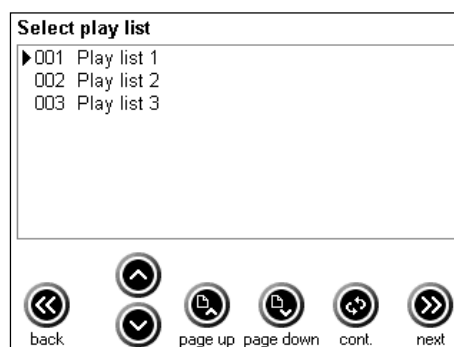 Select play list
001 Play list 1
002 Play list 2
003 Play list 3
back page up page down cont. next